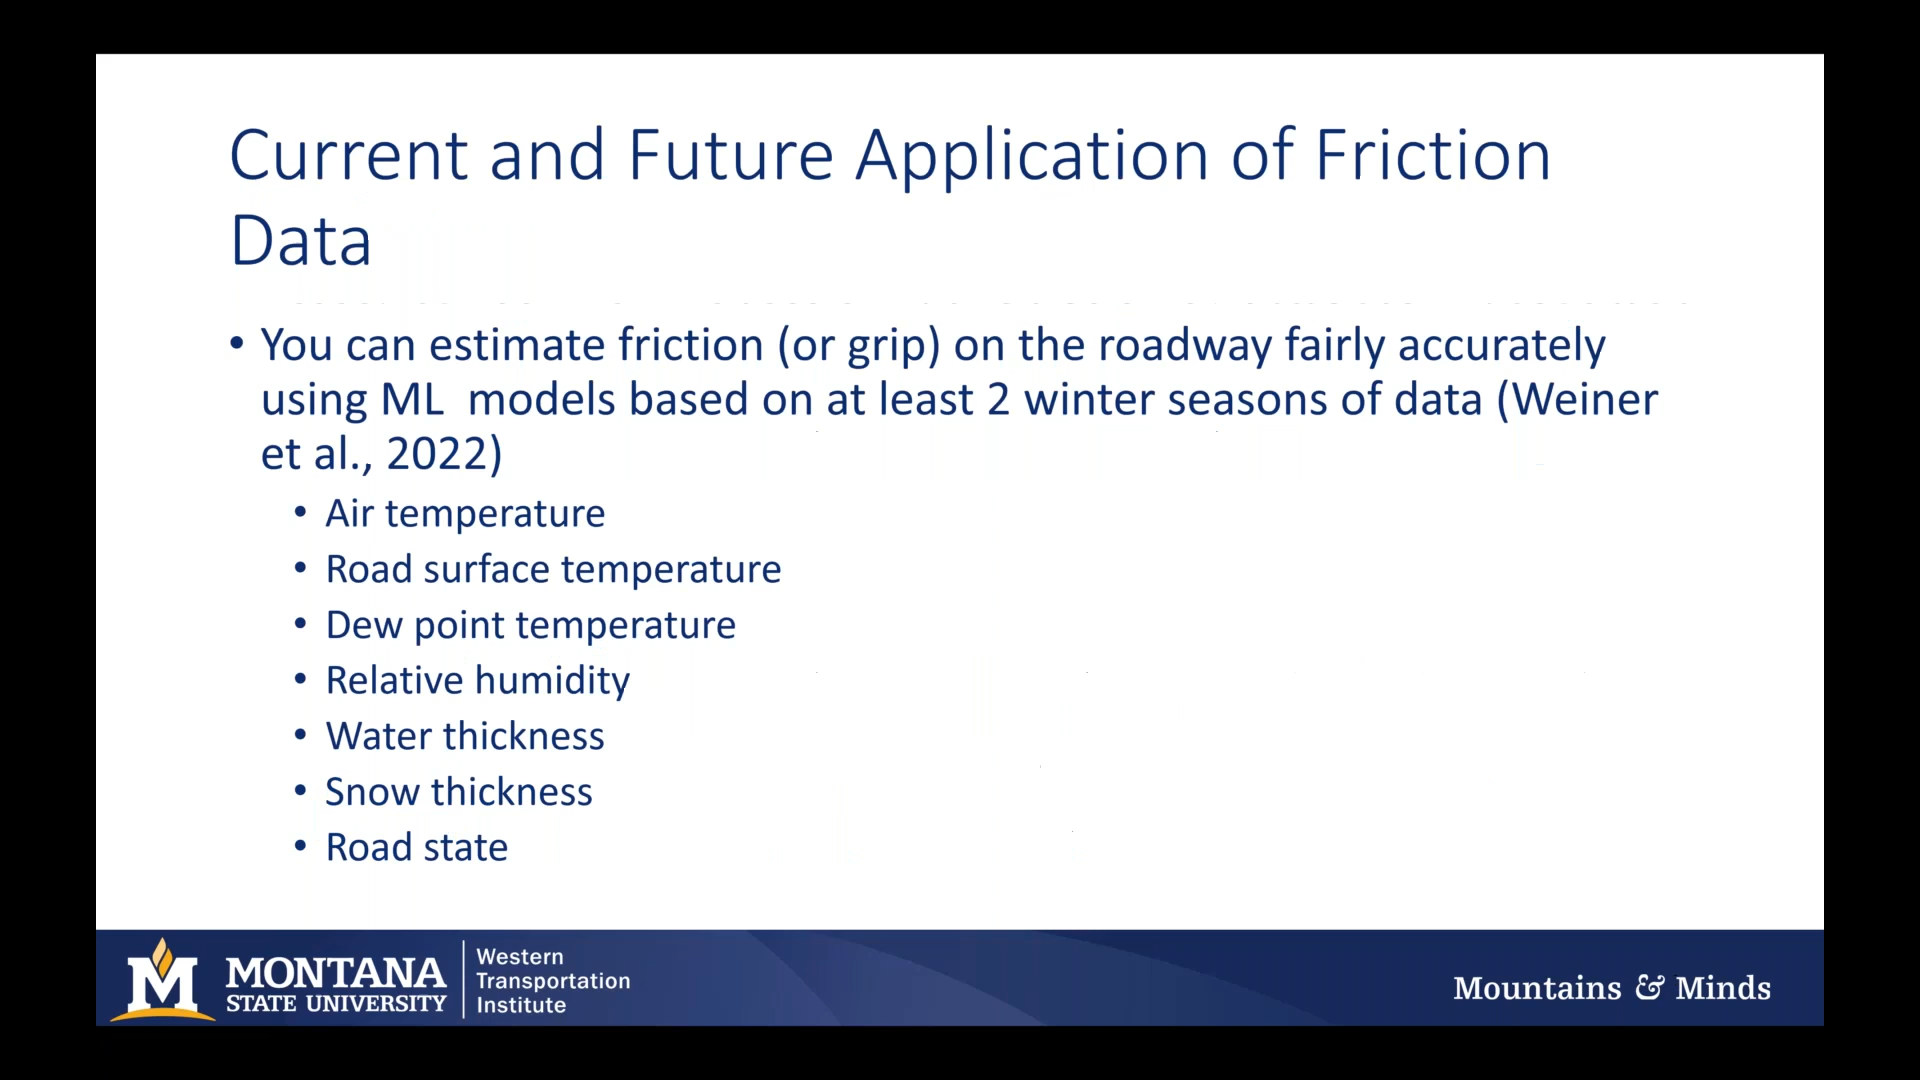 Current and Future Application of Friction
Data
• You can estimate friction (or grip) on the roadway fairly accurately
using ML  models based on at least 2 winter seasons of data (Weiner
et al., 2022)
• Air temperature
• Road surface temperature
• Dew point temperature
• Relative humidity
• Water thickness
• Snow thickness
• Road state
M
MONTANA
STATE UNIVERSITY
Western
Transportation
Institute
Mountains & Minds